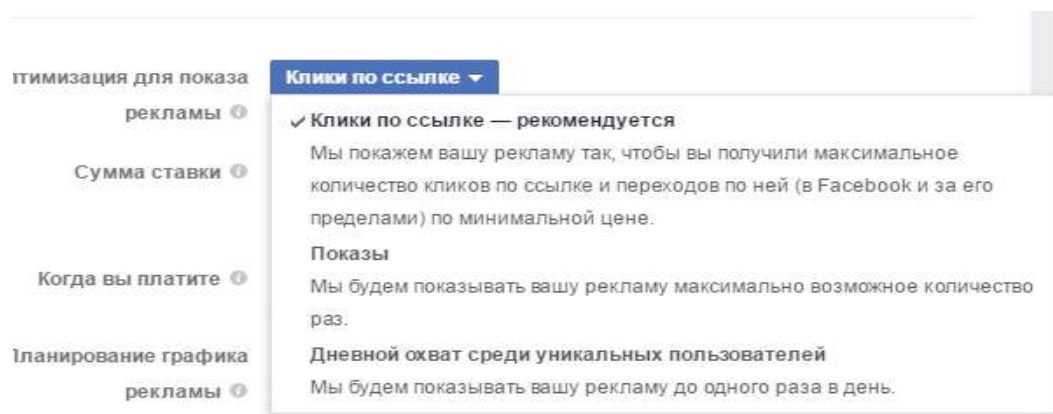 птимизация для показа
рекламы
Клики по ссылке
Клики по ссылке — рекомендуется
Мы покажем вашу рекламу так, чтобы вы получили максимальное
количество кликов по ссылке и переходов по ней (в Facebook и за его
пределами) по минимальной цене.
Сумма ставки
Показы
Мы будем показывать вашу рекламу максимально возможное количество
раз.
Когда вы платите
Дневной охват среди уникальных пользователей
Мы будем показывать вашу рекламу до одного раза в день.
Планирование графика
рекламы